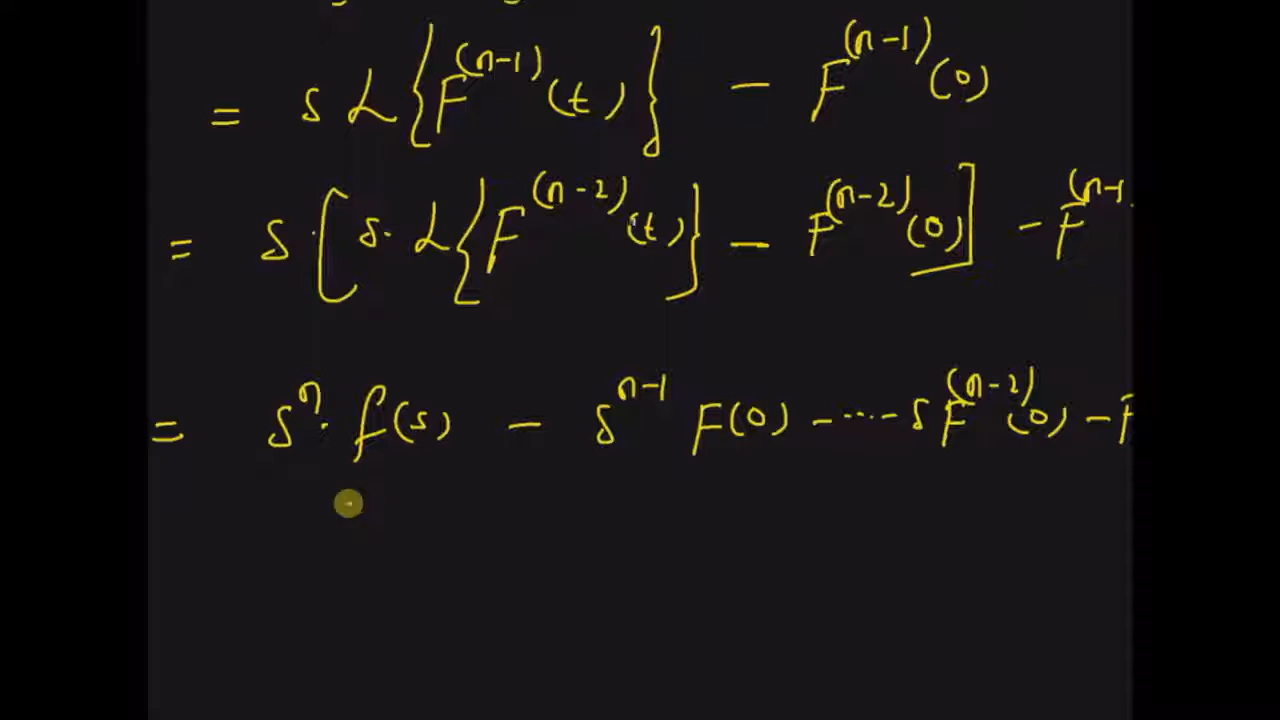 = s L{F^(n-1)(t)} - F^(n-1)(0)
= s[s. L{F^(n-2)(t)} - F^(n-2)(0)] - F^(n-1
= s^n. f(s) - s^(n-1) F(0) - ... - s F^(n-2)(0) - F